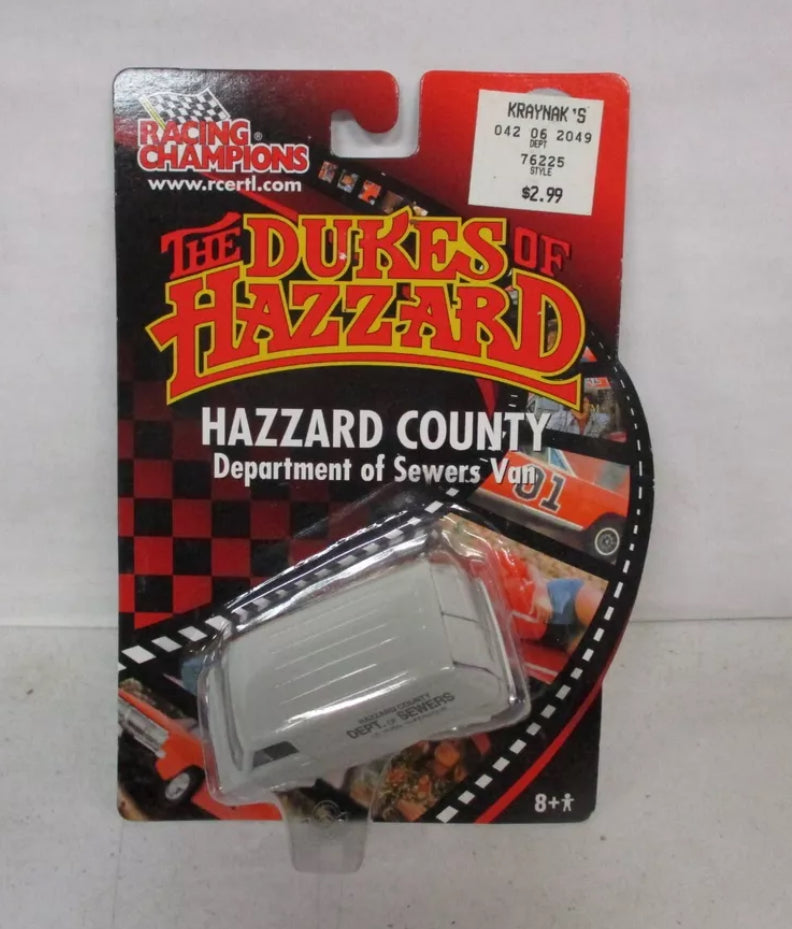 RACING
CHAMPIONS®
www.rcertl.com
KRAYNAK'S
042 06 2049
DEPT
76225
STYLE
$2.99
THE DUKES OF
HAZZARD
HAZZARD COUNTY
Department of Sewers Van
01
HAZZARD COUNTY
DEPT. OF SEWERS
8+